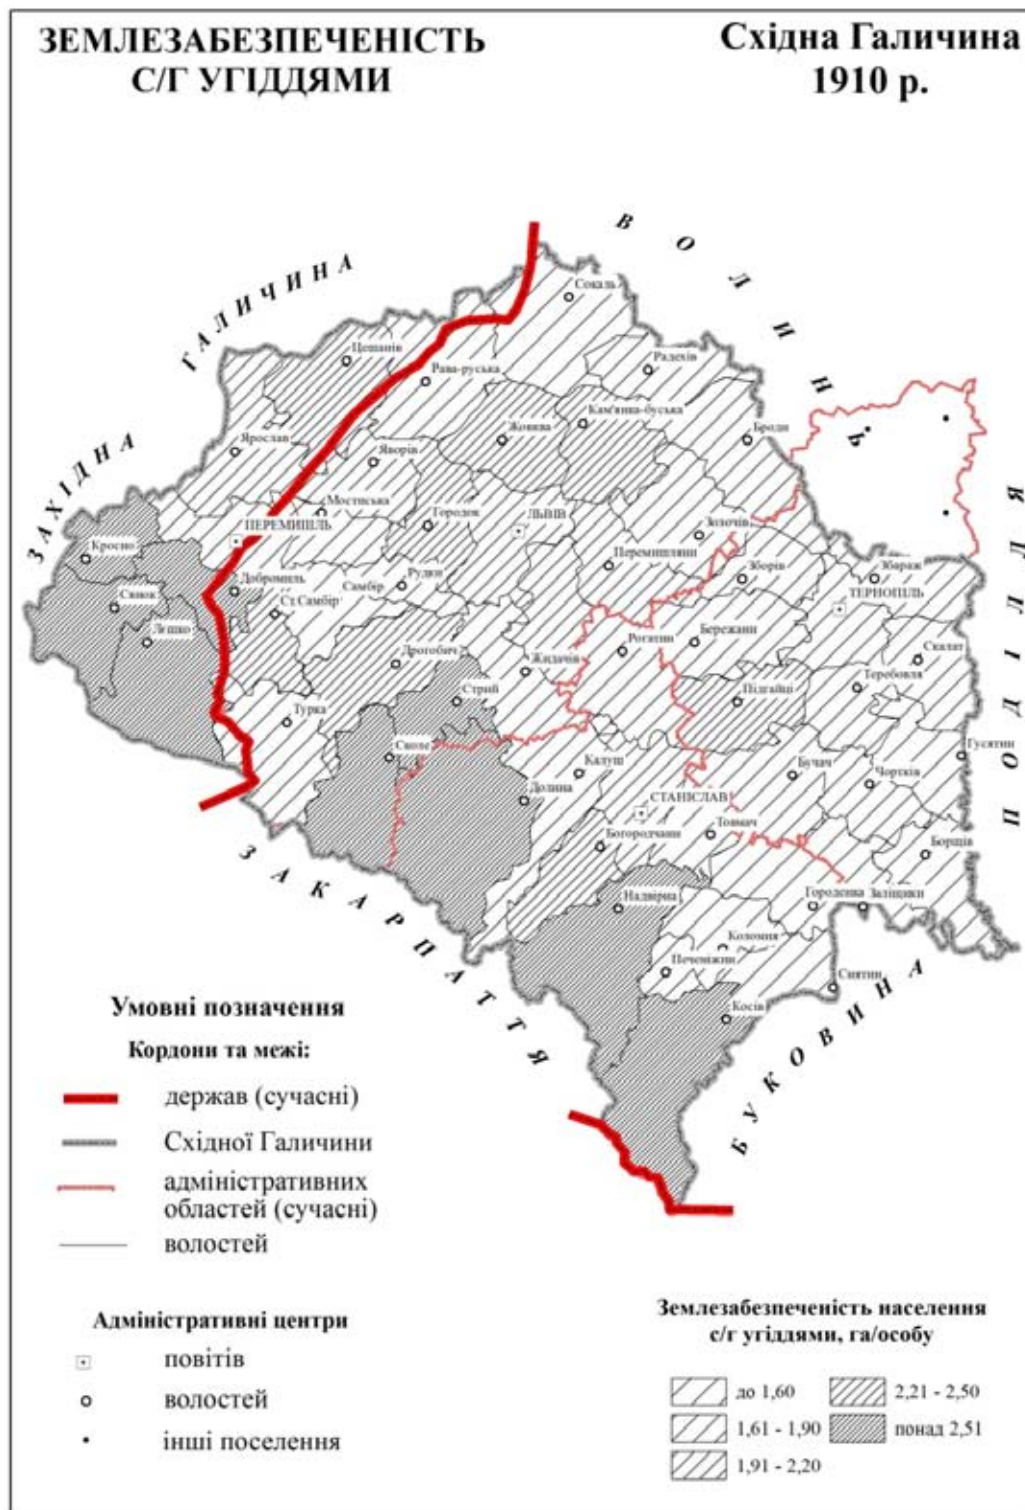 ЗЕМЛЕЗАБЕЗПЕЧЕНІСТЬ
С/Г УГІДДЯМИ
Східна Галичина
1910 р.
ВОЛИНЬ
ЗАХІДНА ГАЛИЧИНА
ПОДІЛЛЯ
ЗАКАРПАТТЯ
БУКОВИНА
Сокаль
Цешанів
Рава-руська
Радехів
Жовква
Кам'янка-буська
Броди
Ярослав
Яворів
Мостиська
ПЕРЕМИШЛЬ
Городок
ЛЬВІВ
Золочів
Кросно
Перемишляни
Зборів
Збараж
Сянок
Добромиль
Ст.Самбір
Самбір
Рудки
ТЕРНОПІЛЬ
Лєшко
Дрогобич
Жидачів
Рогатин
Бережани
Скалат
Теребовля
Стрий
Підгайці
Турка
Сколе
Калуш
Бучач
Гусятин
Чортків
Долина
СТАНІСЛАВ
Богородчани
Товмач
Борщів
Надвірна
Городенка
Заліщики
Коломия
Печеніжин
Снятин
Косів
Умовні позначення
Кордони та межі:
держав (сучасні)
Східної Галичини
адміністративних
областей (сучасні)
волостей
Адміністративні центри
повітів
волостей
інші поселення
Землезабезпеченість населення
с/г угіддями, га/особу
до 1,60
1,61 - 1,90
1,91 - 2,20
2,21 - 2,50
понад 2,51